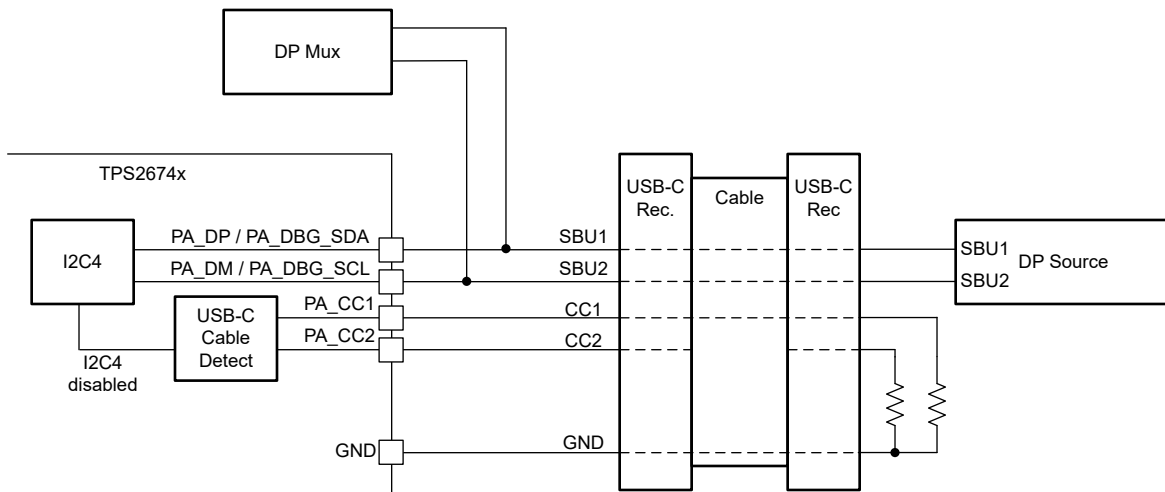 DP Mux
TPS2674x
I2C4
PA_DP / PA_DBG_SDA
PA_DM / PA_DBG_SCL
USB-C
Cable
Detect
PA_CC1
PA_CC2
I2C4
disabled
GND
SBU1
SBU2
CC1
CC2
GND
USB-C
Rec.
Cable
USB-C
Rec
SBU1
SBU2
DP Source